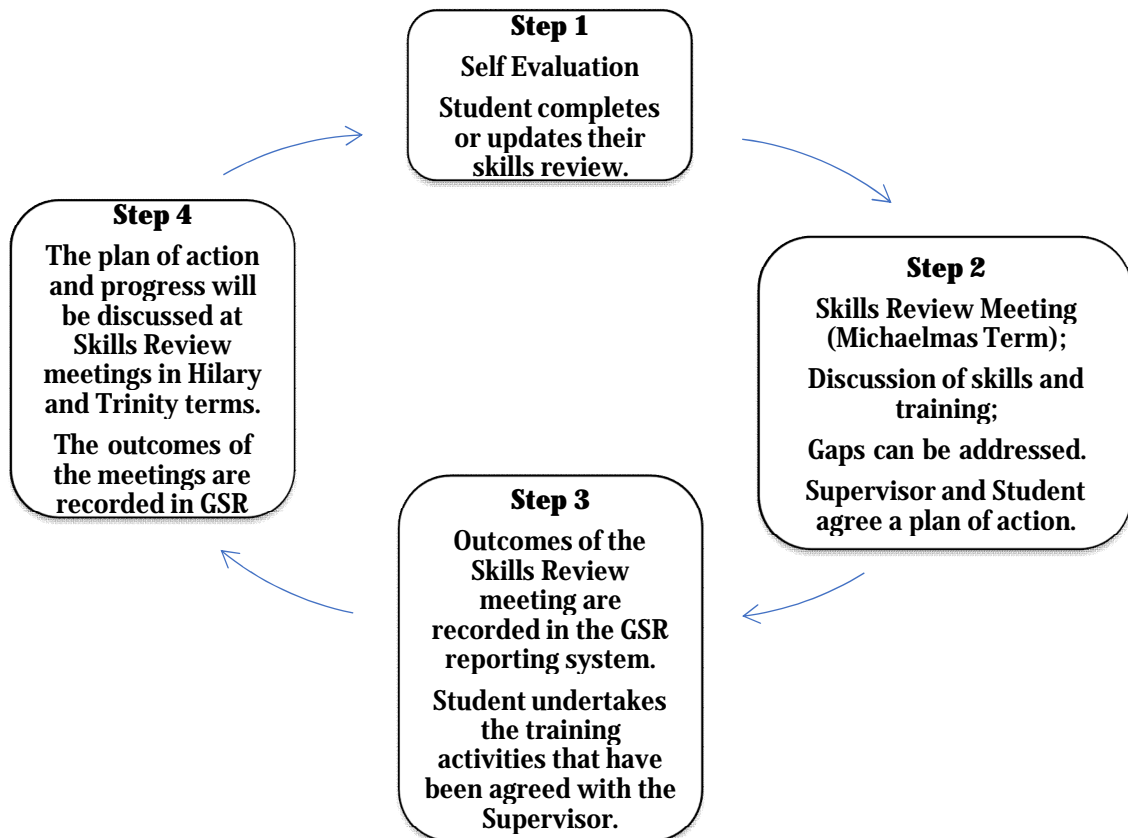 Step 1
Self Evaluation
Student completes
or updates their
skills review.
Step 2
Skills Review Meeting
(Michaelmas Term);
Discussion of skills and
training;
Gaps can be addressed.
Supervisor and Student
agree a plan of action.
Step 3
Outcomes of the
Skills Review
meeting are
recorded in the GSR
reporting system.
Student undertakes
the training
activities that have
been agreed with the
Supervisor.
Step 4
The plan of action
and progress will
be discussed at
Skills Review
meetings in Hilary
and Trinity terms.
The outcomes of
the meetings are
recorded in GSR